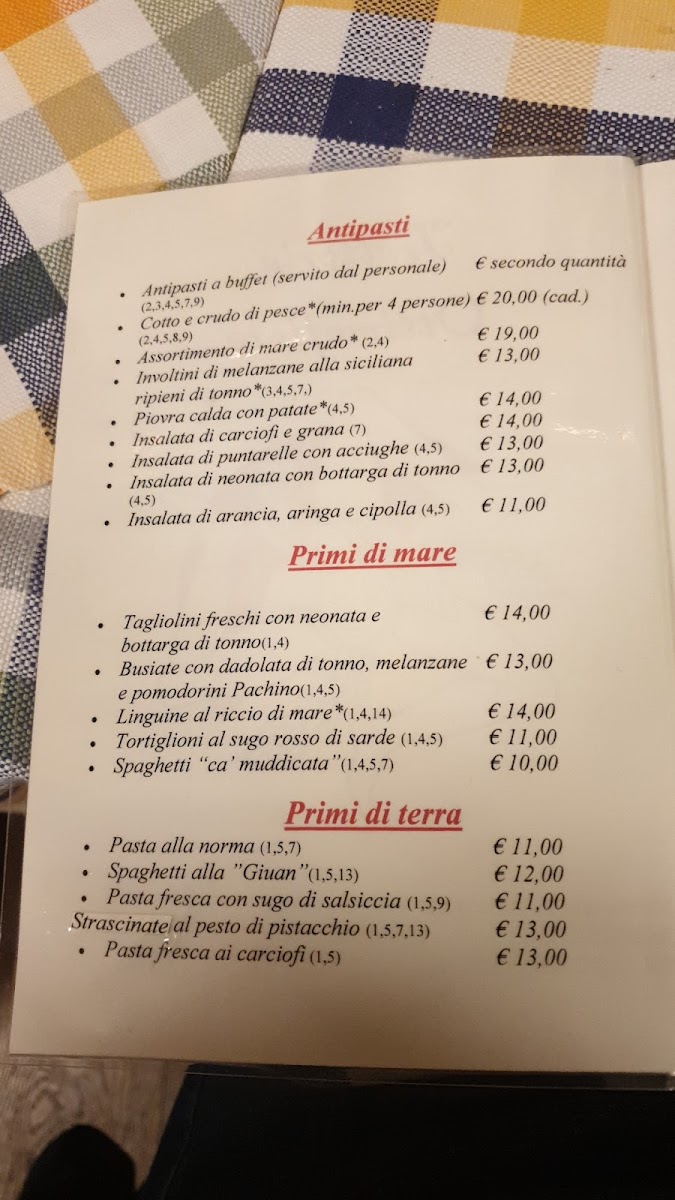 Antipasti
• Antipasti a buffet (servito dal personale) € secondo quantità
(2,3,4,5,7,9)
• Cotto e crudo di pesce*(min.per 4 persone) € 20,00 (cad.)
(2,4,5,8,9)
• Assortimento di mare crudo* (2,4) € 19,00
• Involtini di melanzane alla siciliana € 13,00
ripieni di tonno*(3,4,5,7,)
• Piovra calda con patate*(4,5) € 14,00
• Insalata di carciofi e grana (7) € 14,00
• Insalata di puntarelle con acciughe (4,5) € 13,00
• Insalata di neonata con bottarga di tonno € 13,00
(4,5)
• Insalata di arancia, aringa e cipolla (4,5) € 11,00
Primi di mare
• Tagliolini freschi con neonata e € 14,00
bottarga di tonno(1,4)
• Busiate con dadolata di tonno, melanzane € 13,00
e pomodorini Pachino(1,4,5)
• Linguine al riccio di mare*(1,4,14) € 14,00
• Tortiglioni al sugo rosso di sarde (1,4,5) € 11,00
• Spaghetti “ca’ muddicata”(1,4,5,7) € 10,00
Primi di terra
• Pasta alla norma (1,5,7) € 11,00
• Spaghetti alla ”Giuan”(1,5,13) € 12,00
• Pasta fresca con sugo di salsiccia (1,5,9) € 11,00
Strascinate al pesto di pistacchio (1,5,7,13) € 13,00
• Pasta fresca ai carciofi (1,5) € 13,00